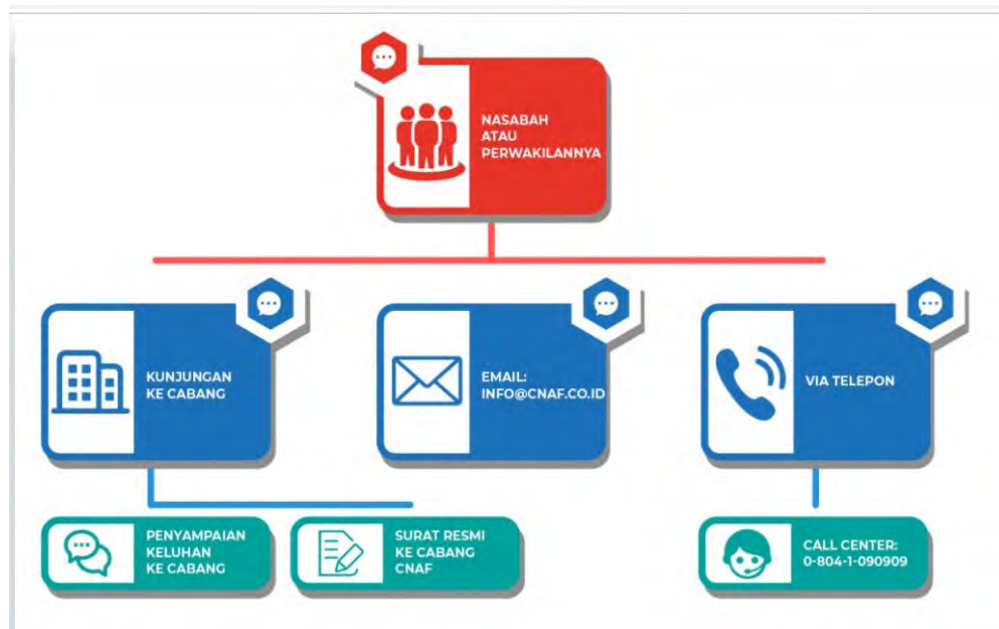 NASABAH
ATAU
PERWAKILANNYA
KUNJUNGAN
KE CABANG
EMAIL:
INFO@CNAF.CO.ID
VIA TELEPON
PENYAMPAIAN
KELUHAN
KE CABANG
SURAT RESMI
KE CABANG
CNAF
CALL CENTER:
0-804-1-090909